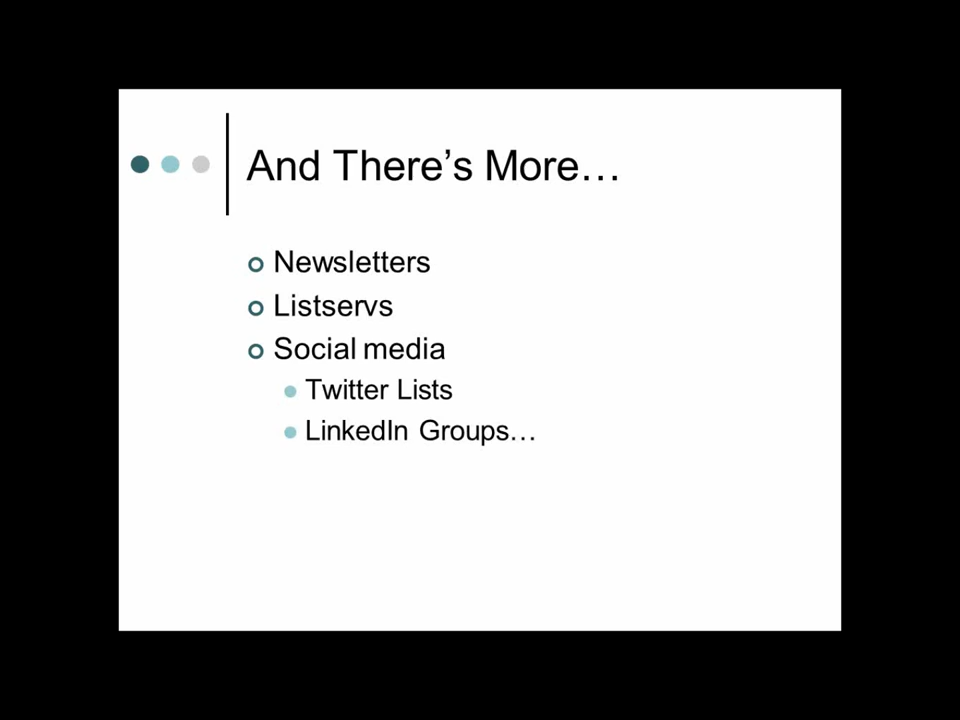 And There’s More…
Newsletters
Listservs
Social media
Twitter Lists
LinkedIn Groups…